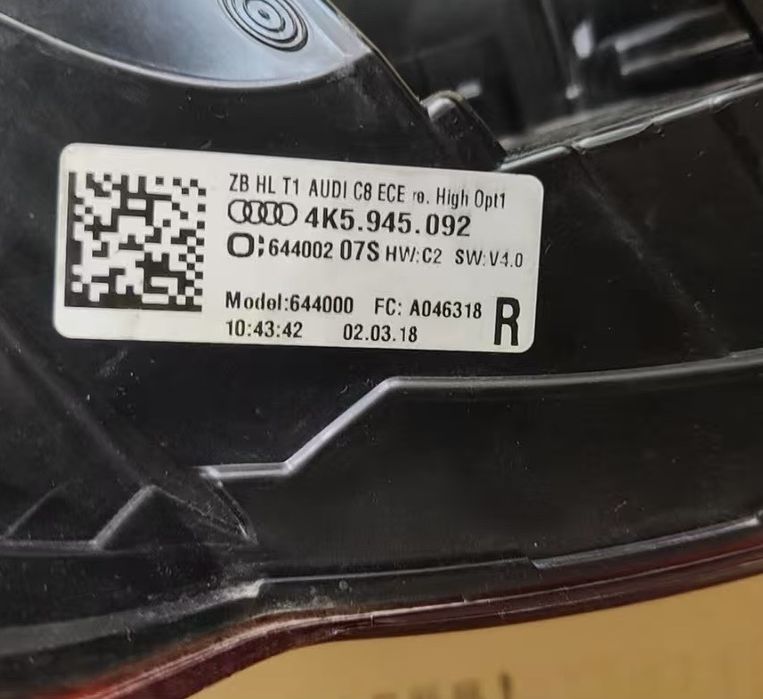 ZB HL T1 AUDI C8 ECE re. High Opt1
4K5.945.092
O;644002 07S HW:C2 SW:V4.0
Model:644000 FC: A046318 R
10:43:42 02.03.18